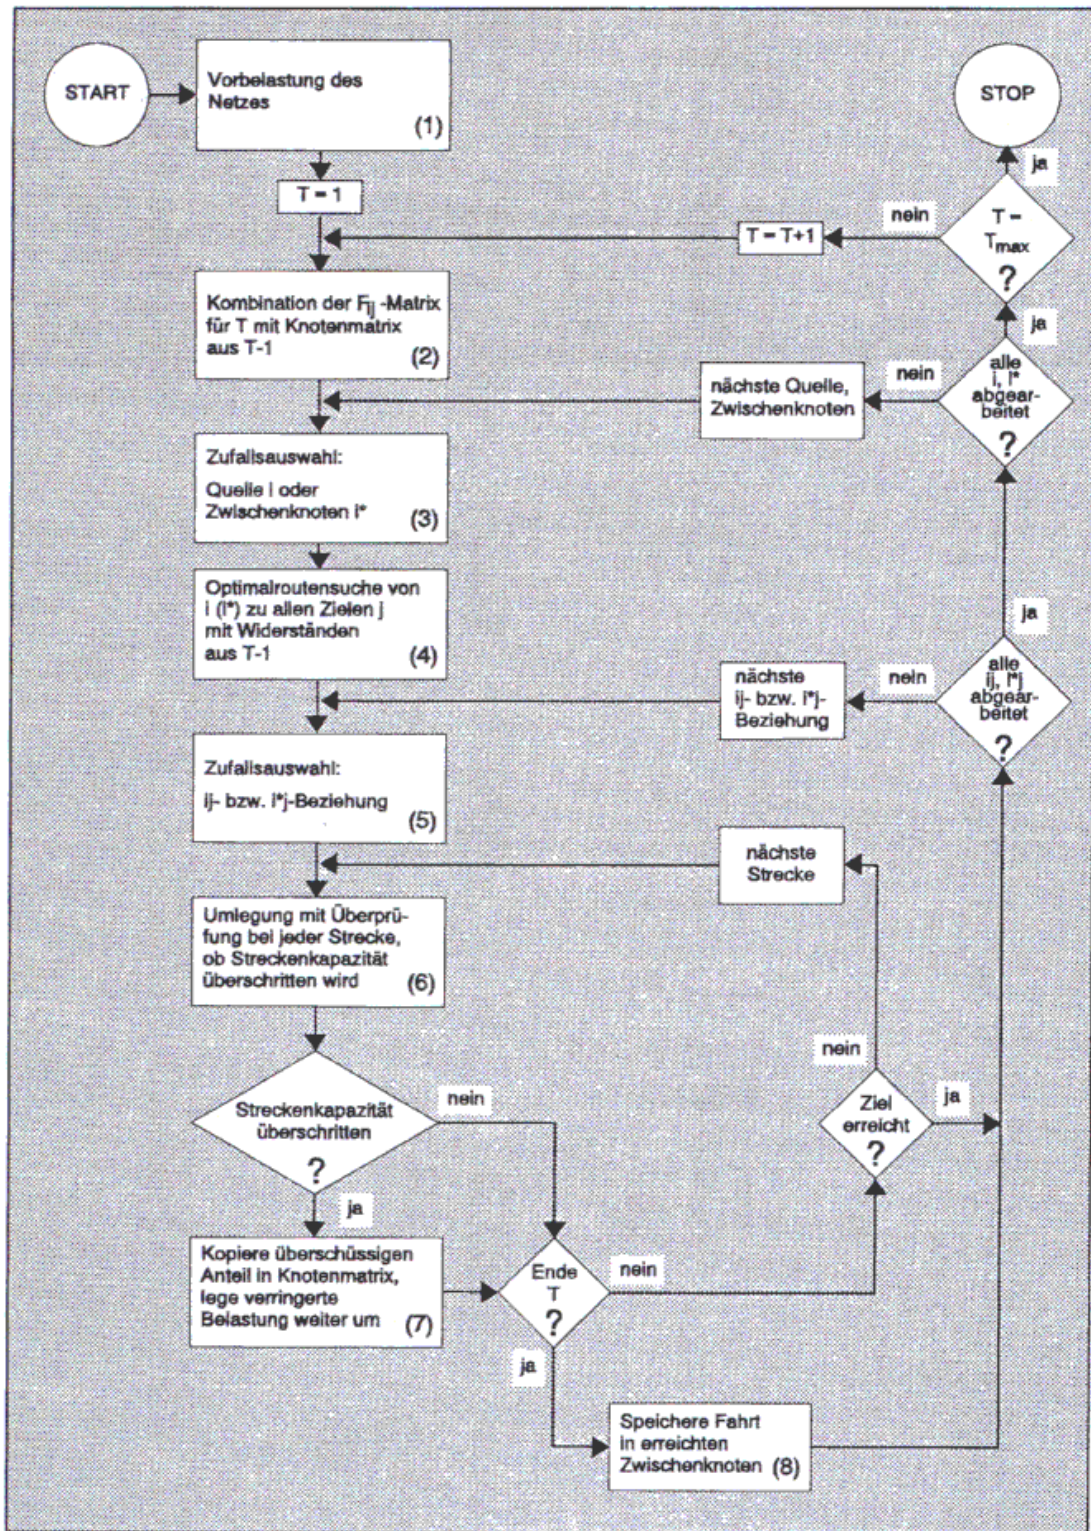 START
Vorbelastung des
Netzes
(1)
STOP
ja
T = 1
nein
T =
Tmax
?
T = T+1
Kombination der Fij -Matrix
für T mit Knotenmatrix
aus T-1
(2)
ja
nächste Quelle,
Zwischenknoten
nein
alle
i, i*
abgear-
beitet
?
Zufallsauswahl:
Quelle i oder
Zwischenknoten i*
(3)
Optimalroutensuche von
i (i*) zu allen Zielen j
mit Widerständen
aus T-1
(4)
ja
nächste
ij- bzw. i*j-
Beziehung
nein
alle
ij, i*j
abgear-
beitet
?
Zufallsauswahl:
ij- bzw. i*j-Beziehung
(5)
nächste
Strecke
Umlegung mit Überprü-
fung bei jeder Strecke,
ob Streckenkapazität
überschritten wird
(6)
nein
Streckenkapazität
überschritten
?
nein
Ziel
erreicht
?
ja
ja
Kopiere überschüssigen
Anteil in Knotenmatrix,
lege verringerte
Belastung weiter um
(7)
Ende
T
?
nein
ja
Speichere Fahrt
in erreichten
Zwischenknoten
(8)